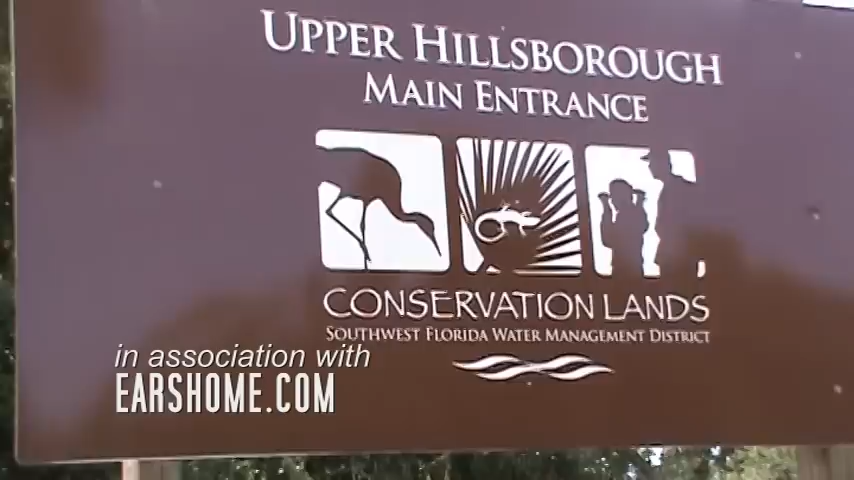 UPPER HILLSBOROUGH
MAIN ENTRANCE
CONSERVATION LANDS
SOUTHWEST FLORIDA WATER MANAGEMENT DISTRICT
in association with
EARSHOME.COM